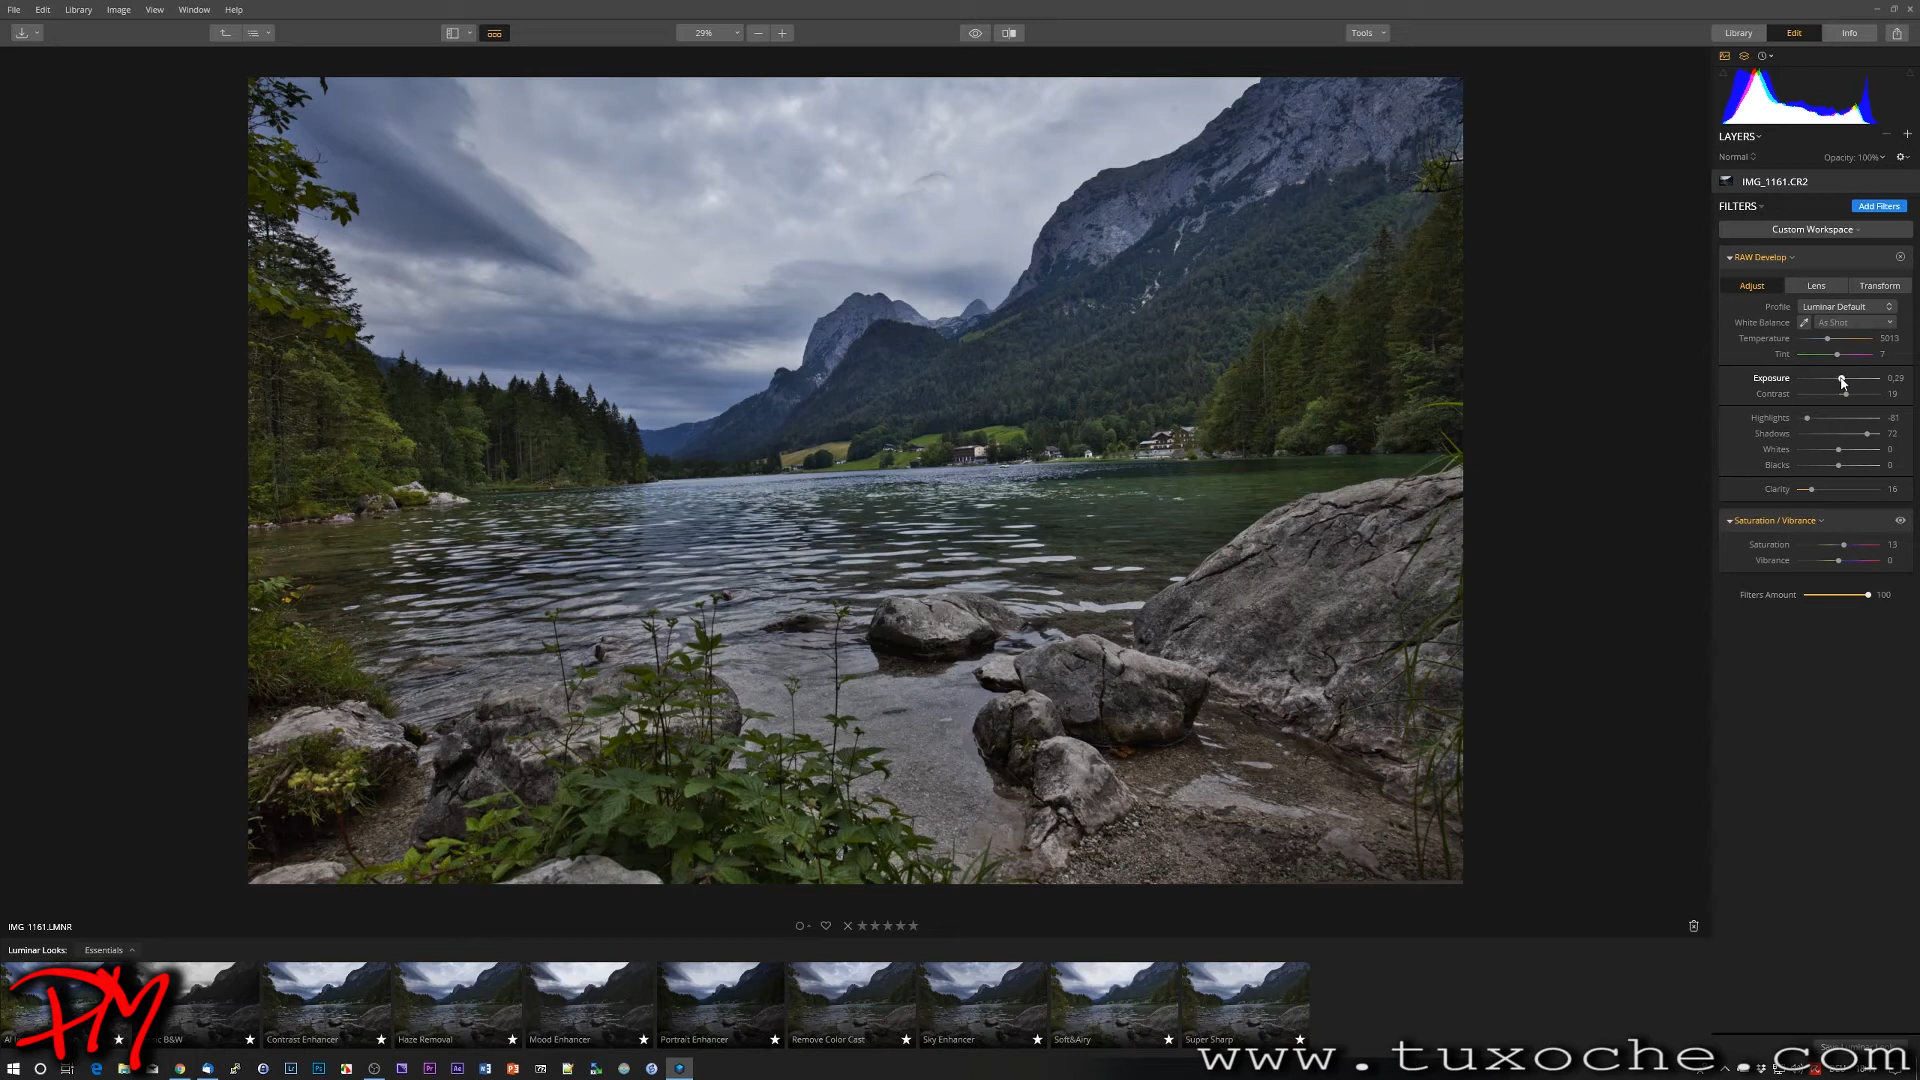 File Edit Library Image View Window Help
29% Tools Library Edit Info
LAYERS
Normal Opacity: 100%
IMG_1161.CR2
FILTERS Add Filters
Custom Workspace
RAW Develop
Adjust Lens Transform
Profile Luminar Default
White Balance As Shot
Temperature 5013
Tint 7
Exposure 0,29
Contrast 19
Highlights -81
Shadows 72
Whites 0
Blacks 0
Clarity 16
Saturation / Vibrance
Saturation 13
Vibrance 0
Filters Amount 100
IMG_1161.LMNR
Luminar Looks: Essentials
B&W Contrast Enhancer Haze Removal Mood Enhancer Portrait Enhancer Remove Color Cast Sky Enhancer Soft&Airy Super Sharp
PM
www.tuxoche.com